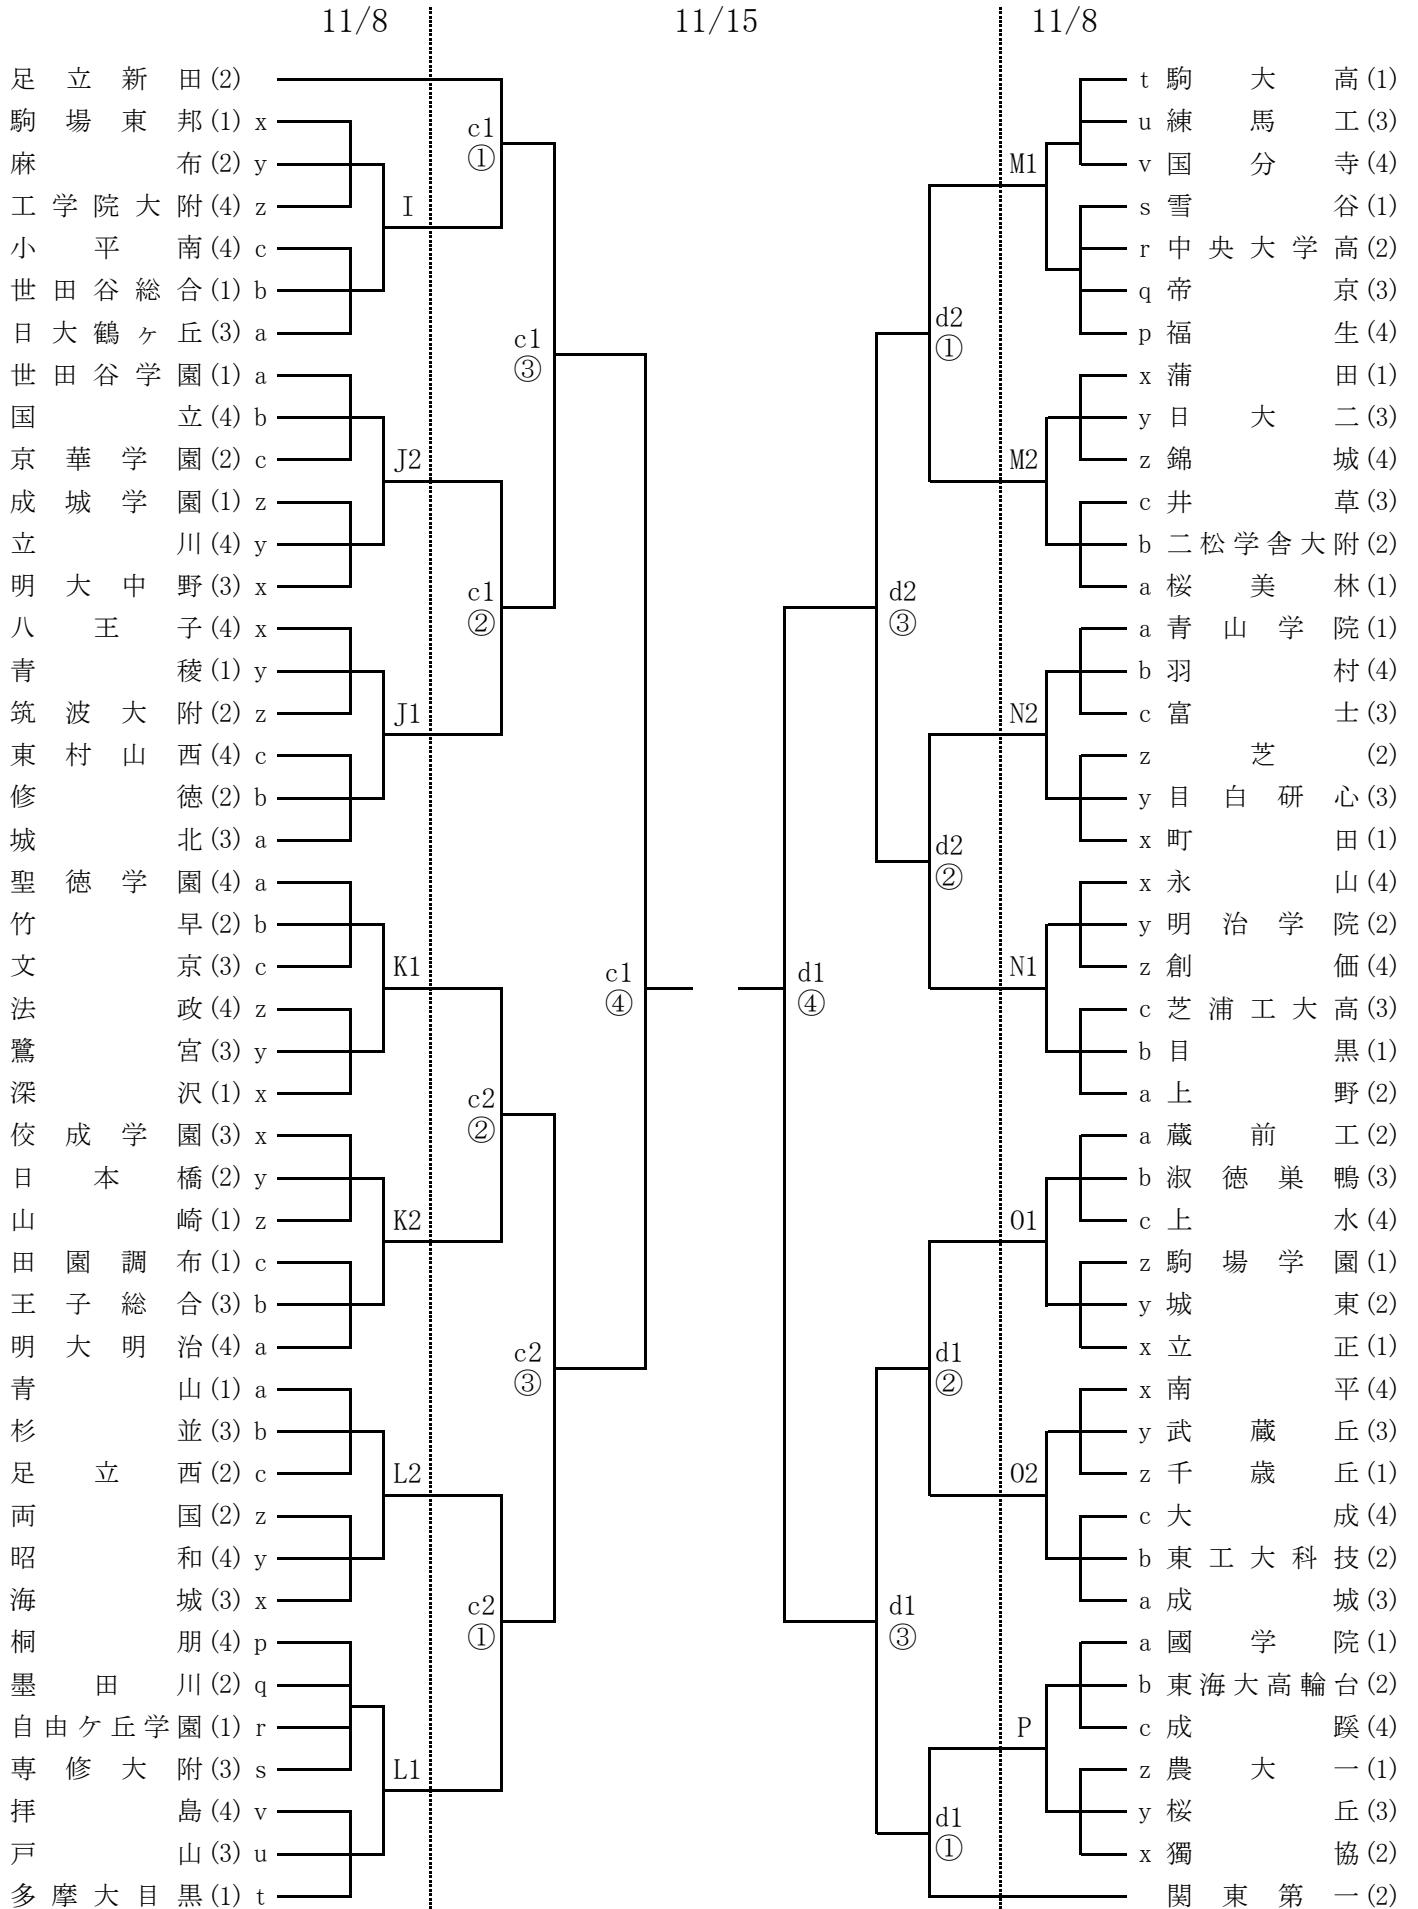 11/8 11/15 11/8
足立新田(2)
駒場東邦(1) x
麻布(2) y
工学院大附(4) z
小平南(4) c
世田谷総合(1) b
日大鶴ヶ丘(3) a
世田谷学園(1) a
国立(4) b
京華学園(2) c
成城学園(1) z
立川(4) y
明大中野(3) x
八王子(4) x
青稜(1) y
筑波大附(2) z
東村山西(4) c
修徳(2) b
城北(3) a
聖徳学園(4) a
竹早(2) b
文京(3) c
法政(4) z
鷺宮(3) y
深沢(1) x
佼成学園(3) x
日本橋(2) y
山崎(1) z
田園調布(1) c
王子総合(3) b
明大明治(4) a
青山(1) a
杉並(3) b
足立西(2) c
両国(2) z
昭和(4) y
海城(3) x
桐朋(4) p
墨田川(2) q
自由ケ丘学園(1) r
専修大附(3) s
拝島(4) v
戸山(3) u
多摩大目黒(1) t
I
J2
J1
K1
K2
L2
L1
c1
①
c1
②
c2
②
c2
①
c1
③
c2
③
c1
④
d1
④
d2
③
d1
③
d2
①
d2
②
d1
②
d1
①
M1
M2
N2
N1
O1
O2
P
t 駒大高(1)
u 練馬工(3)
v 国分寺(4)
s 雪谷(1)
r 中央大学高(2)
q 帝京(3)
p 福生(4)
x 蒲田(1)
y 日大二(3)
z 錦城(4)
c 井草(3)
b 二松学舎大附(2)
a 桜美林(1)
a 青山学院(1)
b 羽村(4)
c 富士(3)
z 芝(2)
y 目白研心(3)
x 町田(1)
x 永山(4)
y 明治学院(2)
z 創価(4)
c 芝浦工大高(3)
b 目黒(1)
a 上野(2)
a 蔵前工(2)
b 淑徳巣鴨(3)
c 上水(4)
z 駒場学園(1)
y 城東(2)
x 立正(1)
x 南平(4)
y 武蔵丘(3)
z 千歳丘(1)
c 大成(4)
b 東工大科技(2)
a 成城(3)
a 國学院(1)
b 東海大高輪台(2)
c 成蹊(4)
z 農大一(1)
y 桜丘(3)
x 獨協(2)
関東第一(2)